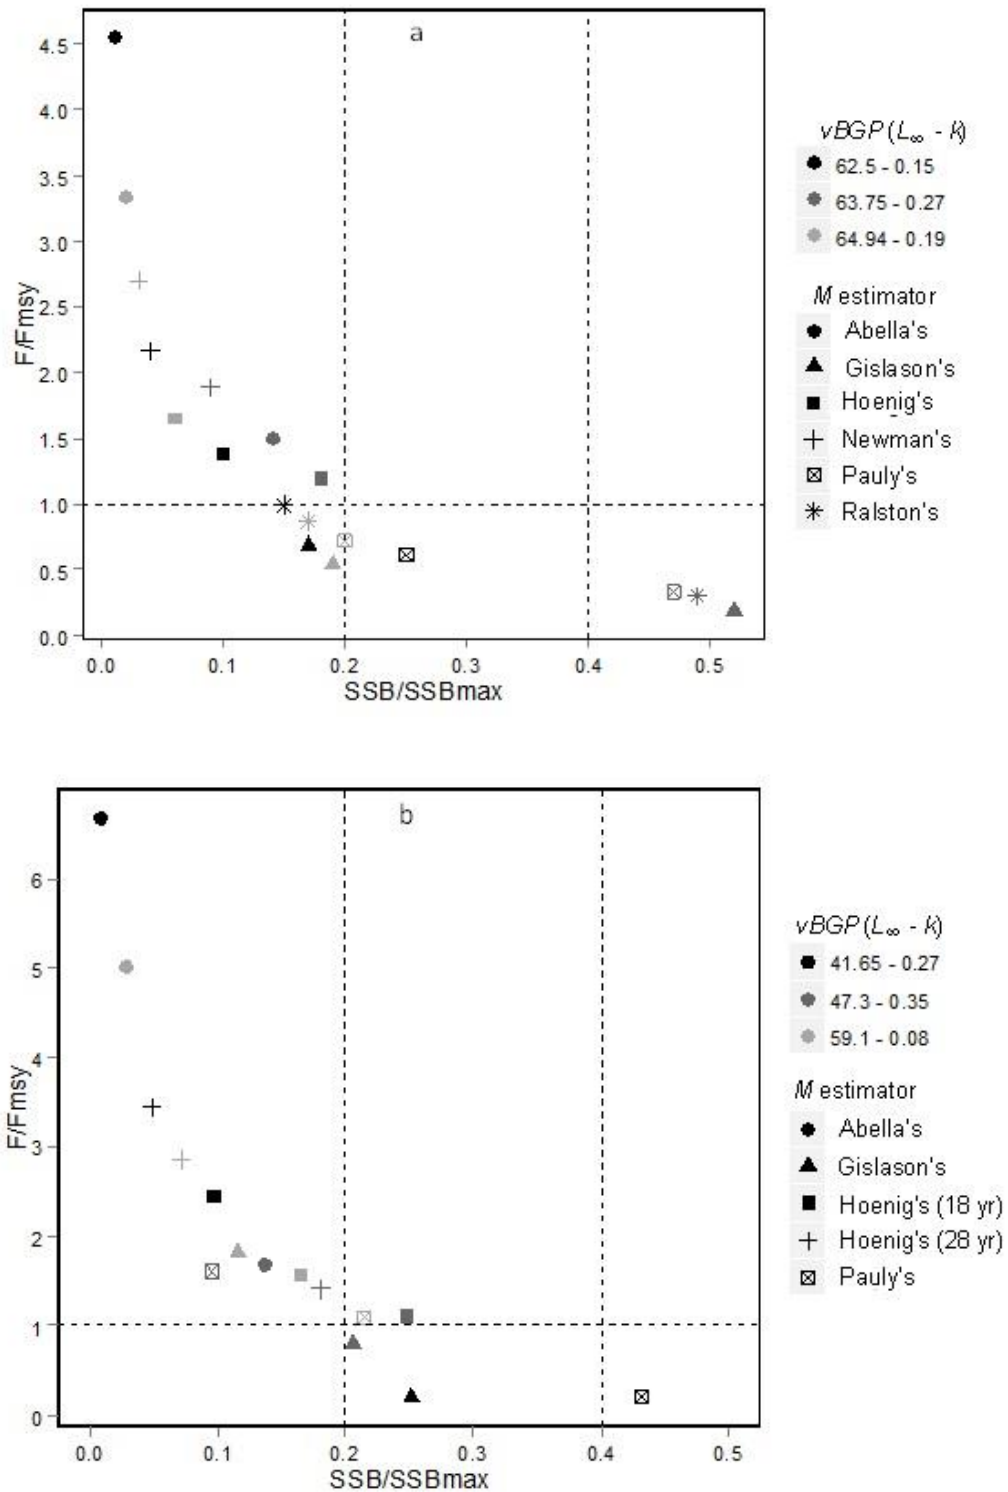 a
4.5
4.0
3.5
3.0
2.5
2.0
1.5
1.0
0.5
0.0
F/Fmsy
0.0 0.1 0.2 0.3 0.4 0.5
SSB/SSBmax
vBGP(L∞ - k)
62.5 - 0.15
63.75 - 0.27
64.94 - 0.19
M estimator
Abella's
Gislason's
Hoenig's
Newman's
Pauly's
Ralston's
b
6
5
4
3
2
1
0
F/Fmsy
0.0 0.1 0.2 0.3 0.4 0.5
SSB/SSBmax
vBGP(L∞ - k)
41.65 - 0.27
47.3 - 0.35
59.1 - 0.08
M estimator
Abella's
Gislason's
Hoenig's (18 yr)
Hoenig's (28 yr)
Pauly's